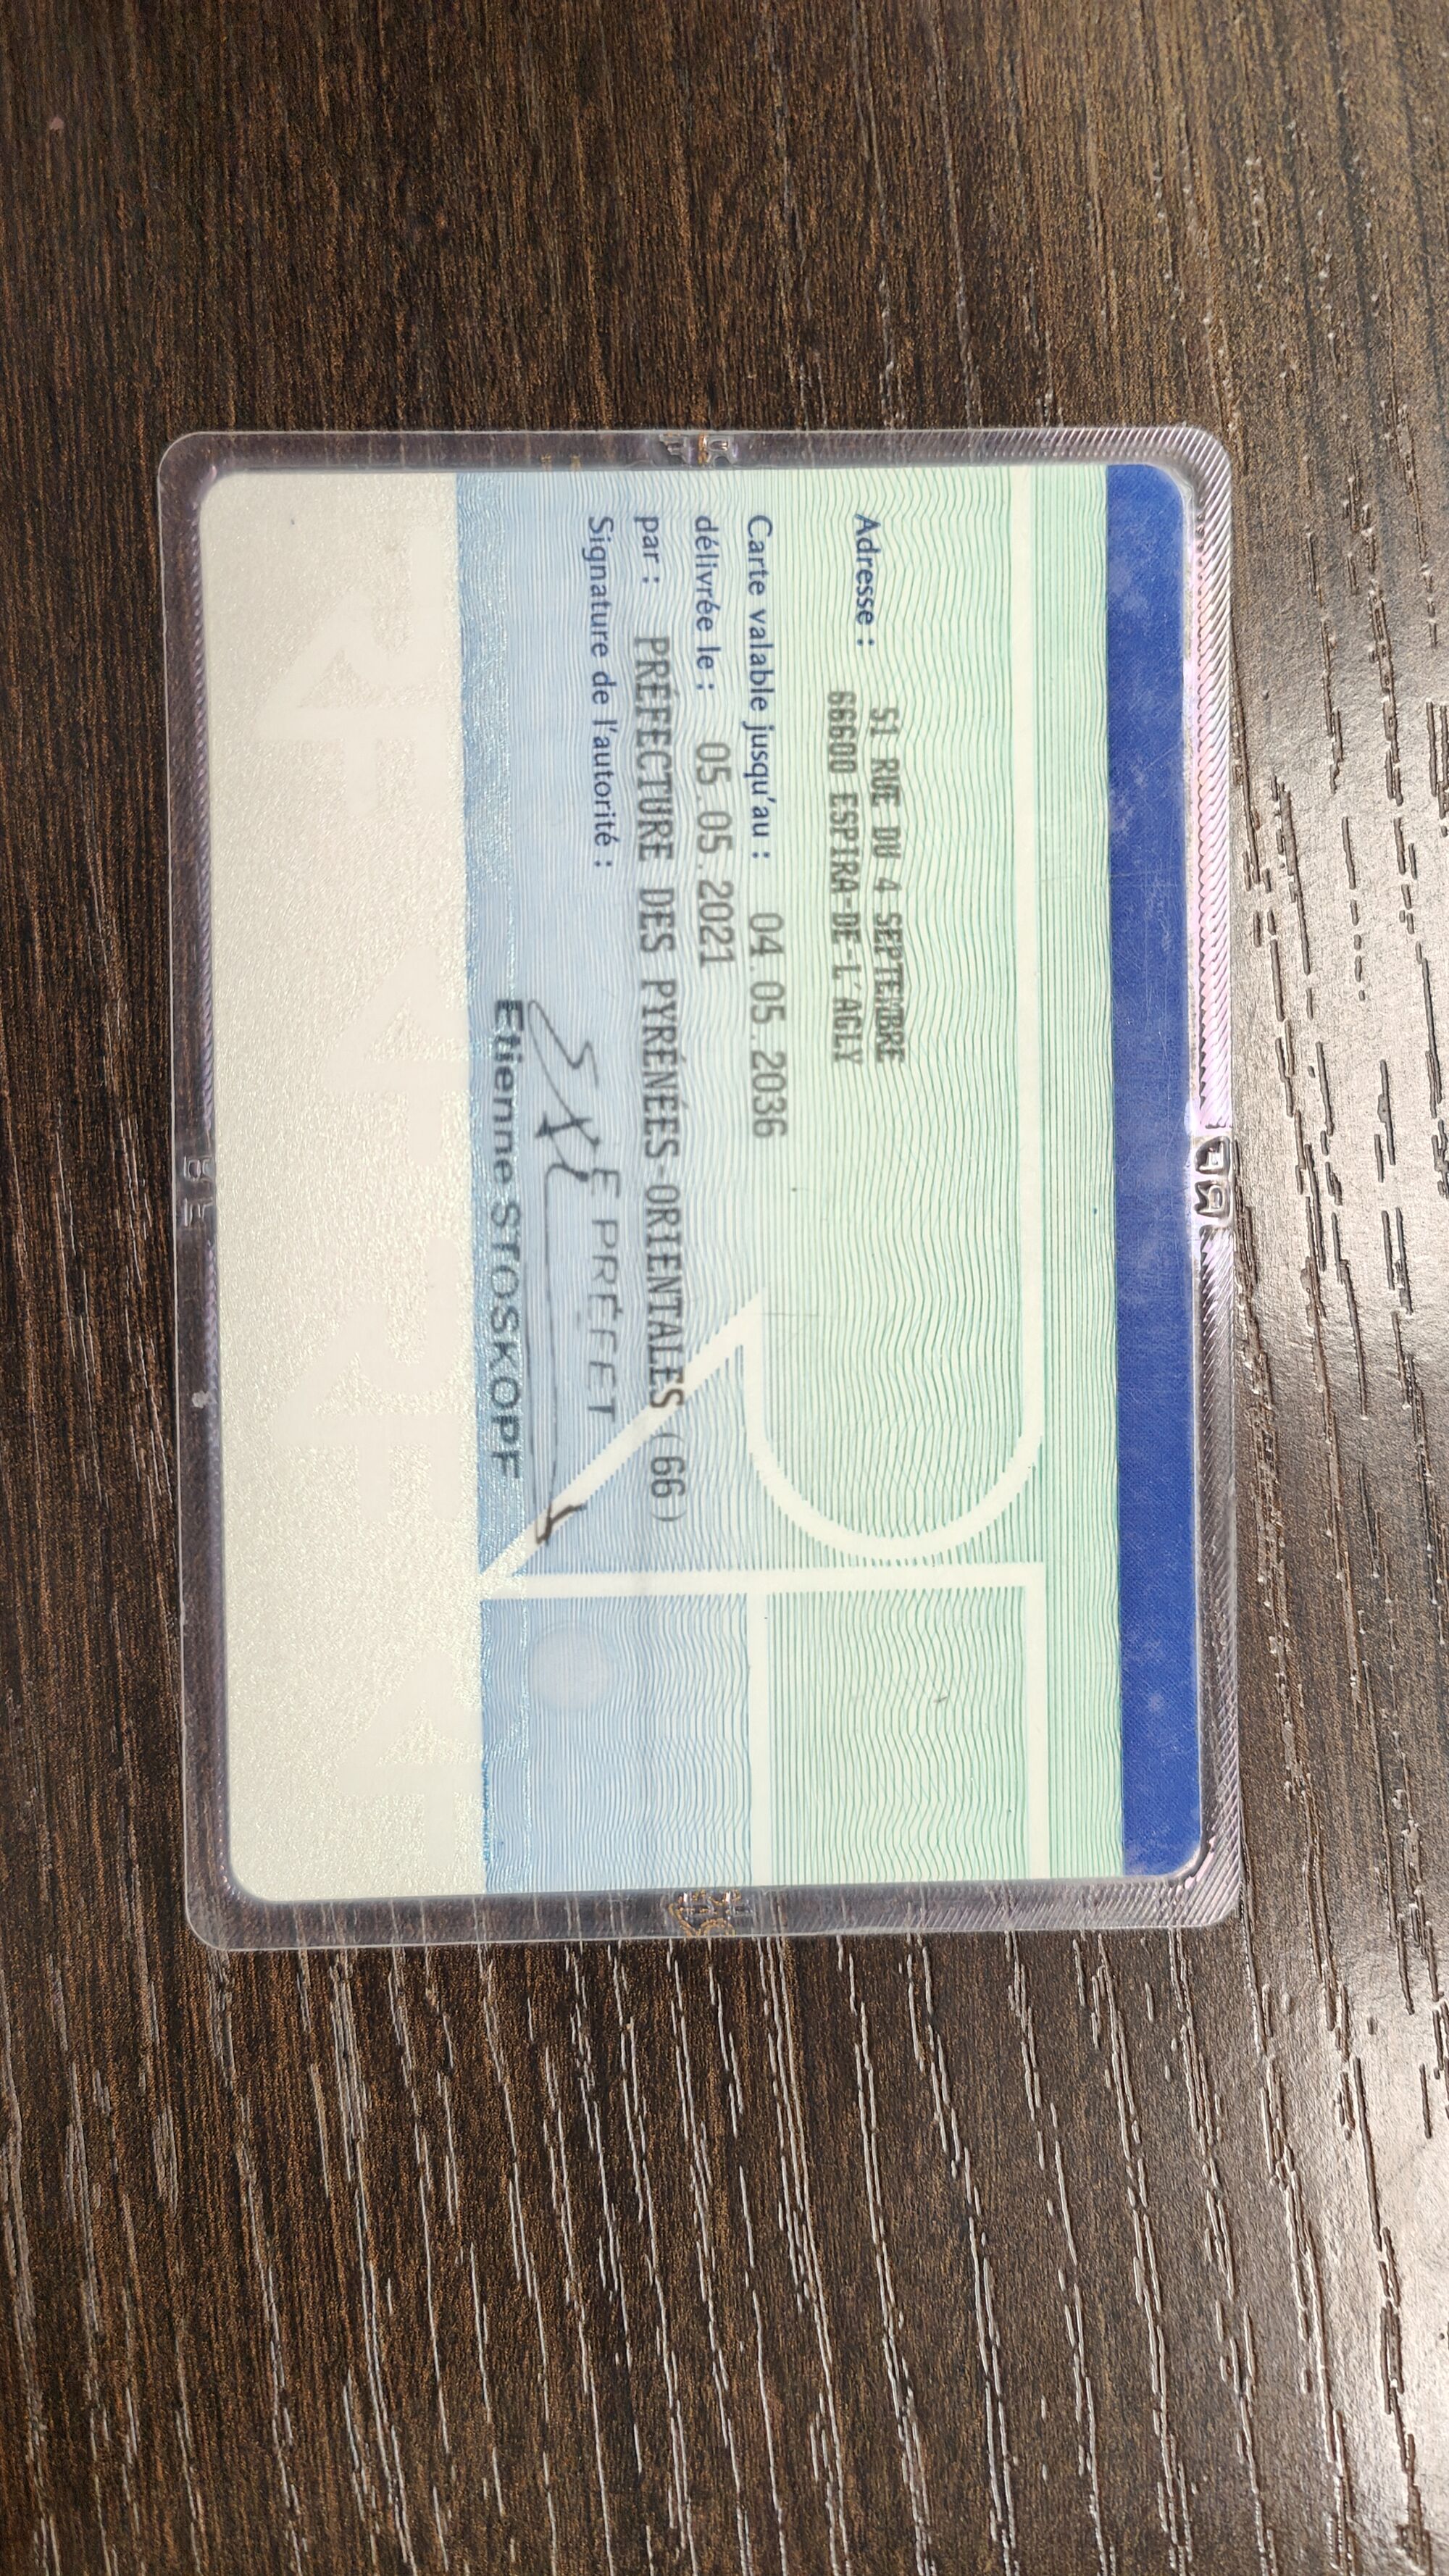 Adresse : 51 RUE DU 4 SEPTEMBRE
66600 ESPIRA-DE-L'AGLY
Carte valable jusqu'au : 04.05.2036
délivrée le : 05.05.2021
par : PRÉFECTURE DES PYRÉNÉES-ORIENTALES (66)
Signature de l'autorité :
E PRÉFET
Etienne STOSKOPF
RF